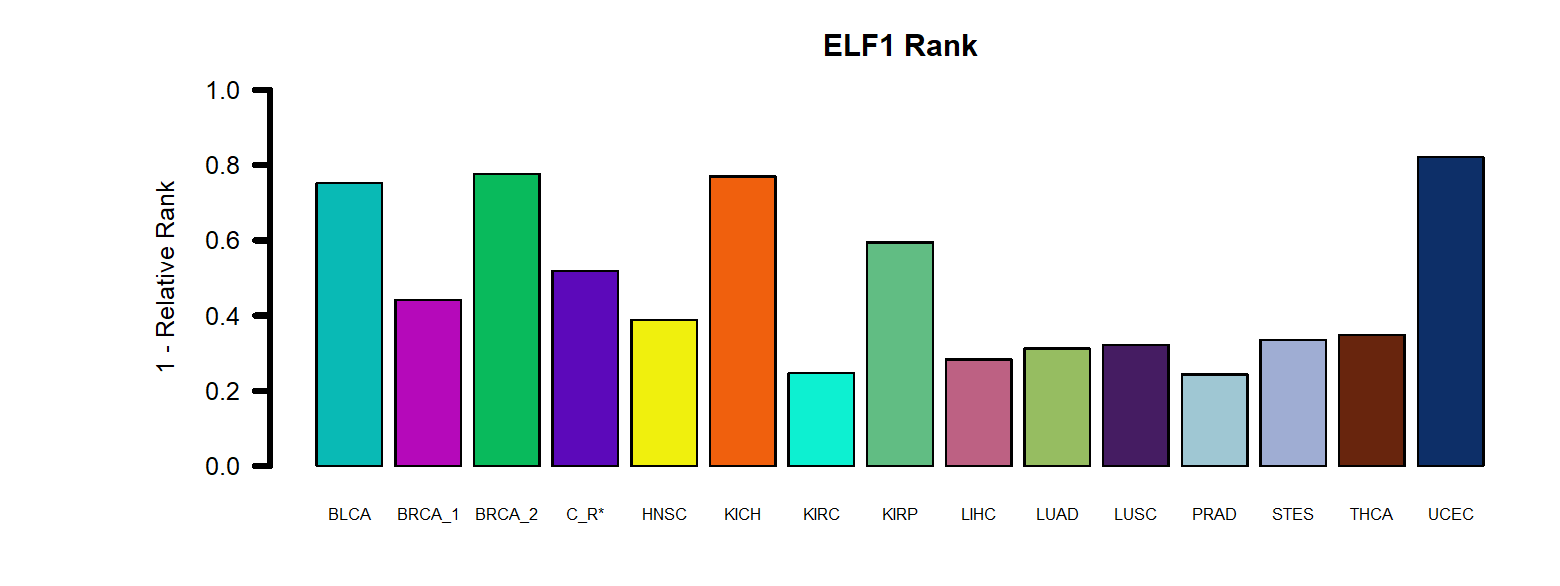 ELF1 Rank
1 - Relative Rank
1.0
0.8
0.6
0.4
0.2
0.0
BLCA BRCA_1 BRCA_2 C_R* HNSC KICH KIRC KIRP LIHC LUAD LUSC PRAD STES THCA UCEC